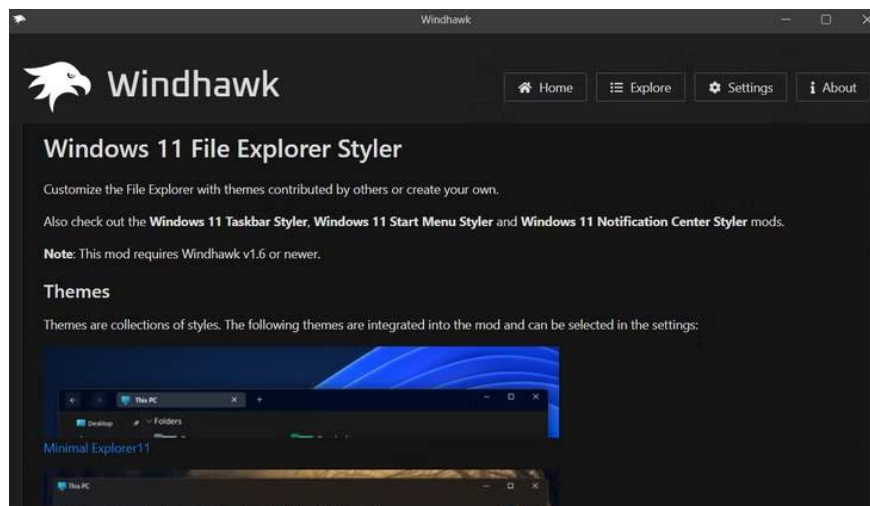 Windhawk
Windhawk
Home
Explore
Settings
About
Windows 11 File Explorer Styler
Customize the File Explorer with themes contributed by others or create your own.
Also check out the Windows 11 Taskbar Styler, Windows 11 Start Menu Styler and Windows 11 Notification Center Styler mods.
Note: This mod requires Windhawk v1.6 or newer.
Themes
Themes are collections of styles. The following themes are integrated into the mod and can be selected in the settings:
This PC
Desktop
Folders
Minimal Explorer11
This PC